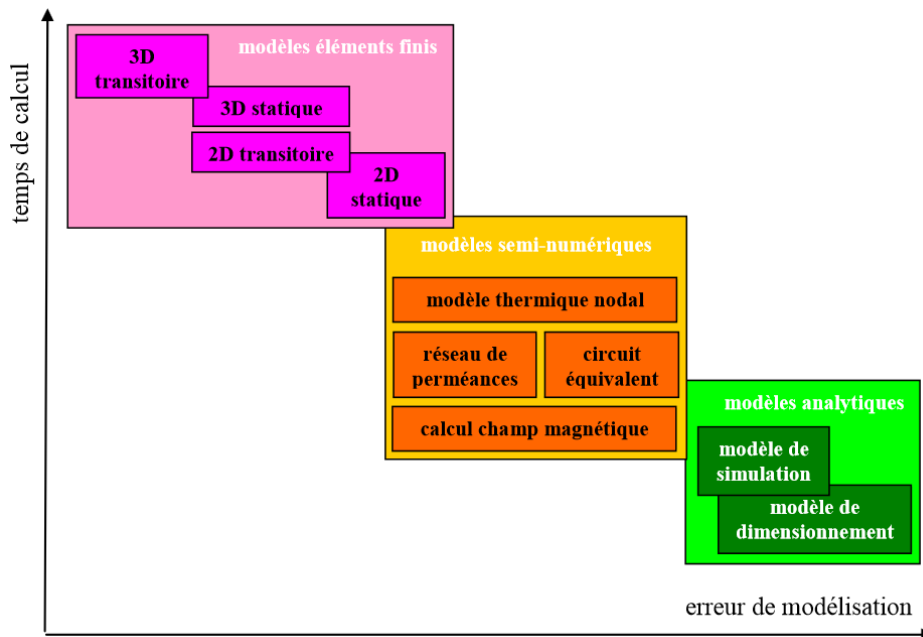 temps de calcul
modèles éléments finis
3D
transitoire
3D statique
2D transitoire
2D
statique
modèles semi-numériques
modèle thermique nodal
réseau de
perméances
circuit
équivalent
calcul champ magnétique
modèles analytiques
modèle de
simulation
modèle de
dimensionnement
erreur de modélisation